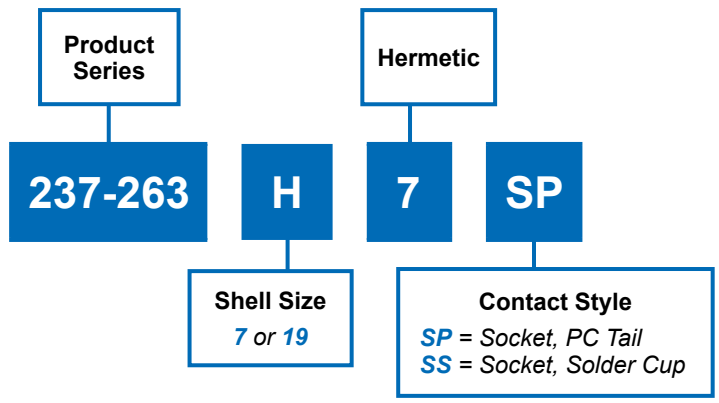 Product
Series
Hermetic
237-263
H
7
SP
Shell Size
7 or 19
Contact Style
SP = Socket, PC Tail
SS = Socket, Solder Cup